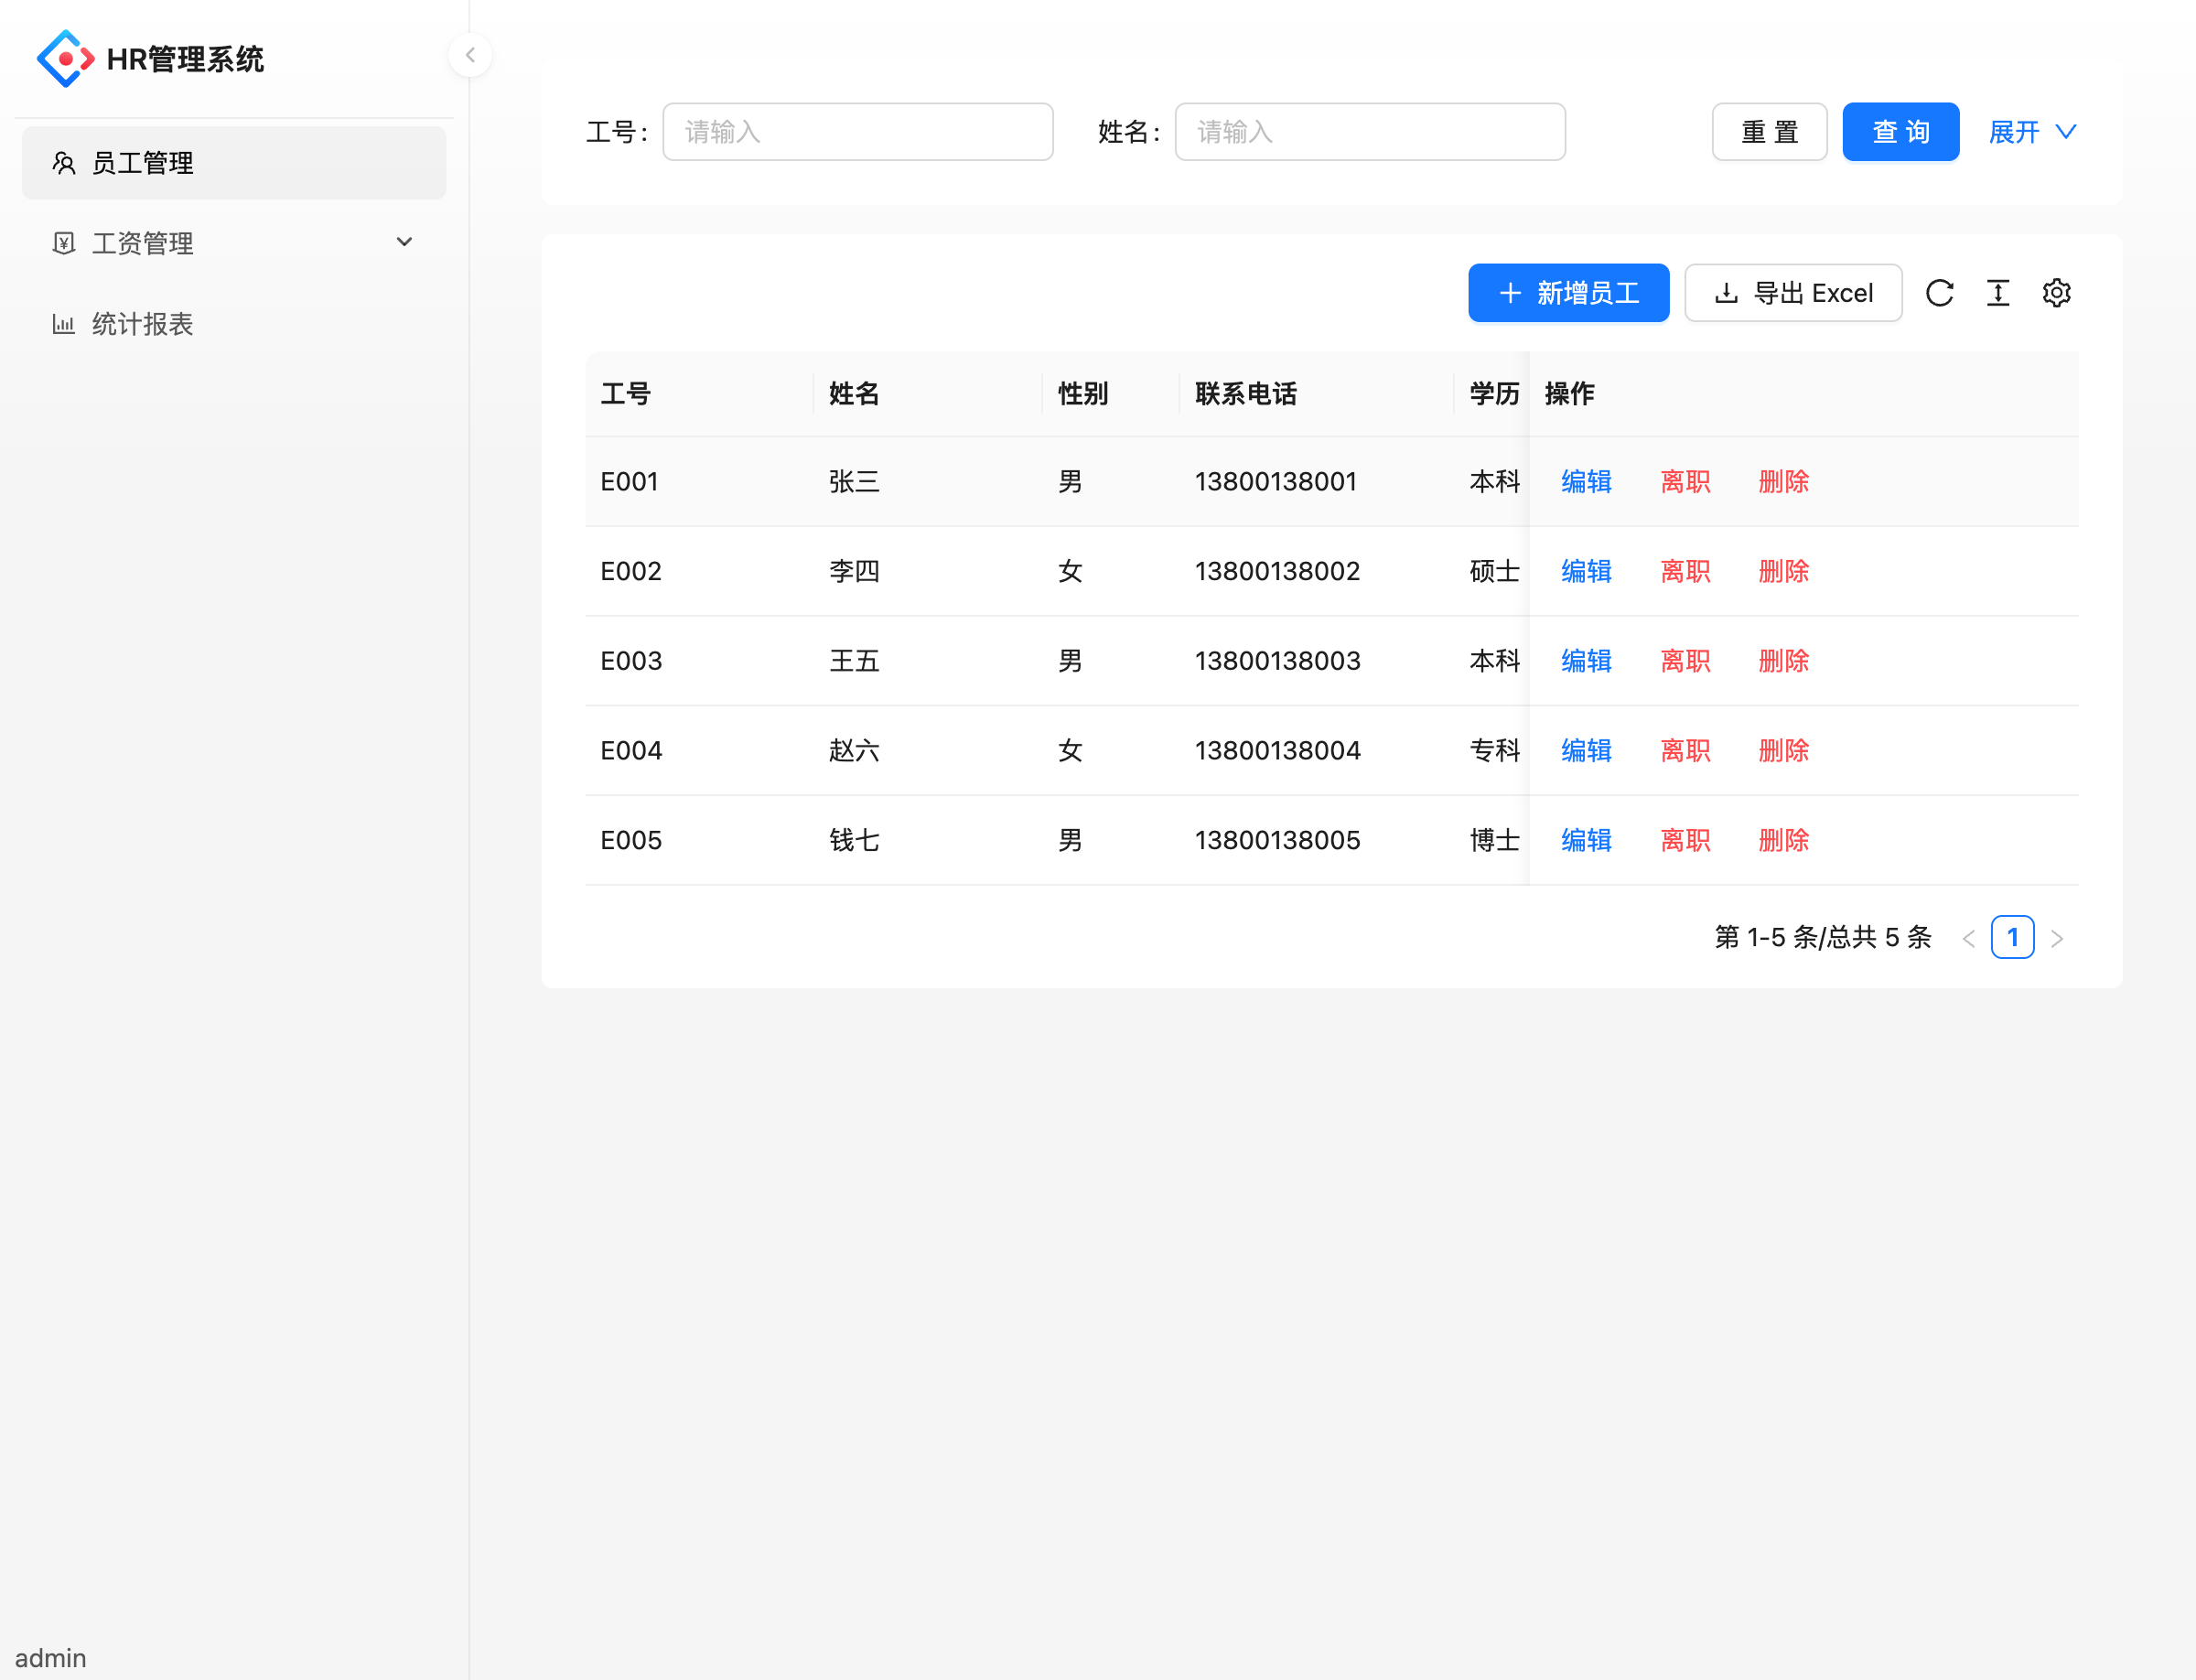 HR管理系统
员工管理
工资管理
统计报表
admin
工号: 请输入 姓名: 请输入 重 置 查 询 展开
新增员工 导出 Excel
工号 姓名 性别 联系电话 学历 操作
E001 张三 男 13800138001 本科 编辑 离职 删除
E002 李四 女 13800138002 硕士 编辑 离职 删除
E003 王五 男 13800138003 本科 编辑 离职 删除
E004 赵六 女 13800138004 专科 编辑 离职 删除
E005 钱七 男 13800138005 博士 编辑 离职 删除
第 1-5 条/总共 5 条 1